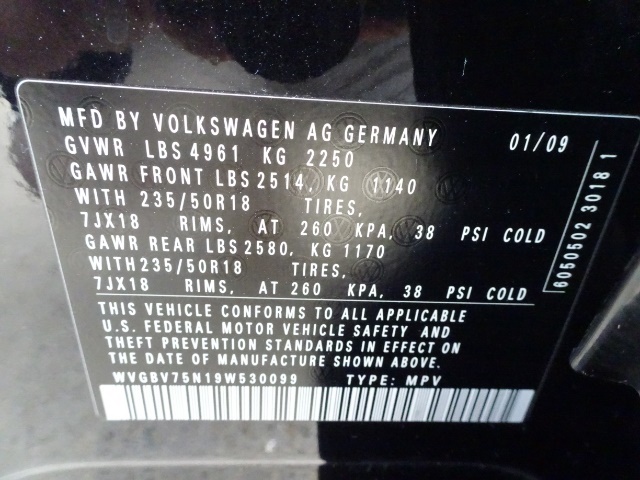 MFD BY VOLKSWAGEN AG GERMANY 01/09
GVWR LBS 4961 KG 2250
GAWR FRONT LBS 2514, KG 1140
WITH 235/50R18 TIRES,
7JX18 RIMS, AT 260 KPA, 38 PSI COLD
GAWR REAR LBS 2580, KG 1170
WITH 235/50R18 TIRES,
7JX18 RIMS, AT 260 KPA, 38 PSI COLD
THIS VEHICLE CONFORMS TO ALL APPLICABLE
U.S. FEDERAL MOTOR VEHICLE SAFETY AND
THEFT PREVENTION STANDARDS IN EFFECT ON
THE DATE OF MANUFACTURE SHOWN ABOVE.
WVGBV75N19W530099 TYPE: MPV
6050502 3018 1